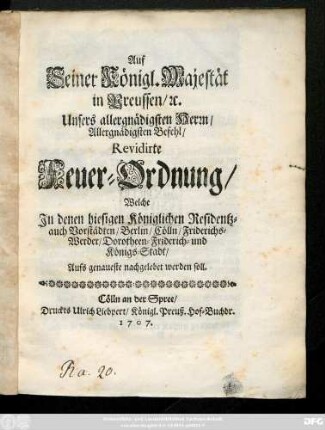 Auf
Seiner Königl. Majestät
in Preussen/ ꝛc.
Unsers allergnädigsten Herrn/
Allergnädigsten Befehl/
Revidirte
Feuer-Ordnung/
Welche
In denen hiesigen Königlichen Residentz-
auch Vorstädten/ Berlin/ Cölln/ Friderichs-
Werder/ Dorotheen- Friderich- und
Königs-Stadt/
Aufs genaueste nachgelebet werden soll.
Cölln an der Spree/
Druckts Ulrich Liebpert/ Königl. Preuß. Hof-Buchdr.
1707.
Ra. 20.